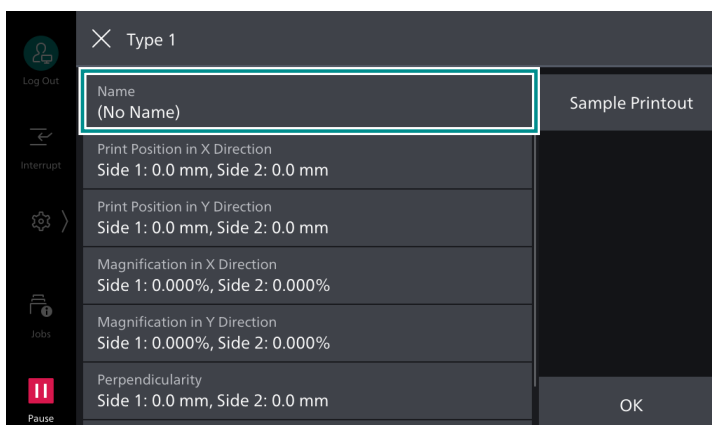 Type 1
Log Out
Interrupt
Jobs
Pause
Name
(No Name)
Print Position in X Direction
Side 1: 0.0 mm, Side 2: 0.0 mm
Print Position in Y Direction
Side 1: 0.0 mm, Side 2: 0.0 mm
Magnification in X Direction
Side 1: 0.000%, Side 2: 0.000%
Magnification in Y Direction
Side 1: 0.000%, Side 2: 0.000%
Perpendicularity
Side 1: 0.0 mm, Side 2: 0.0 mm
Sample Printout
OK